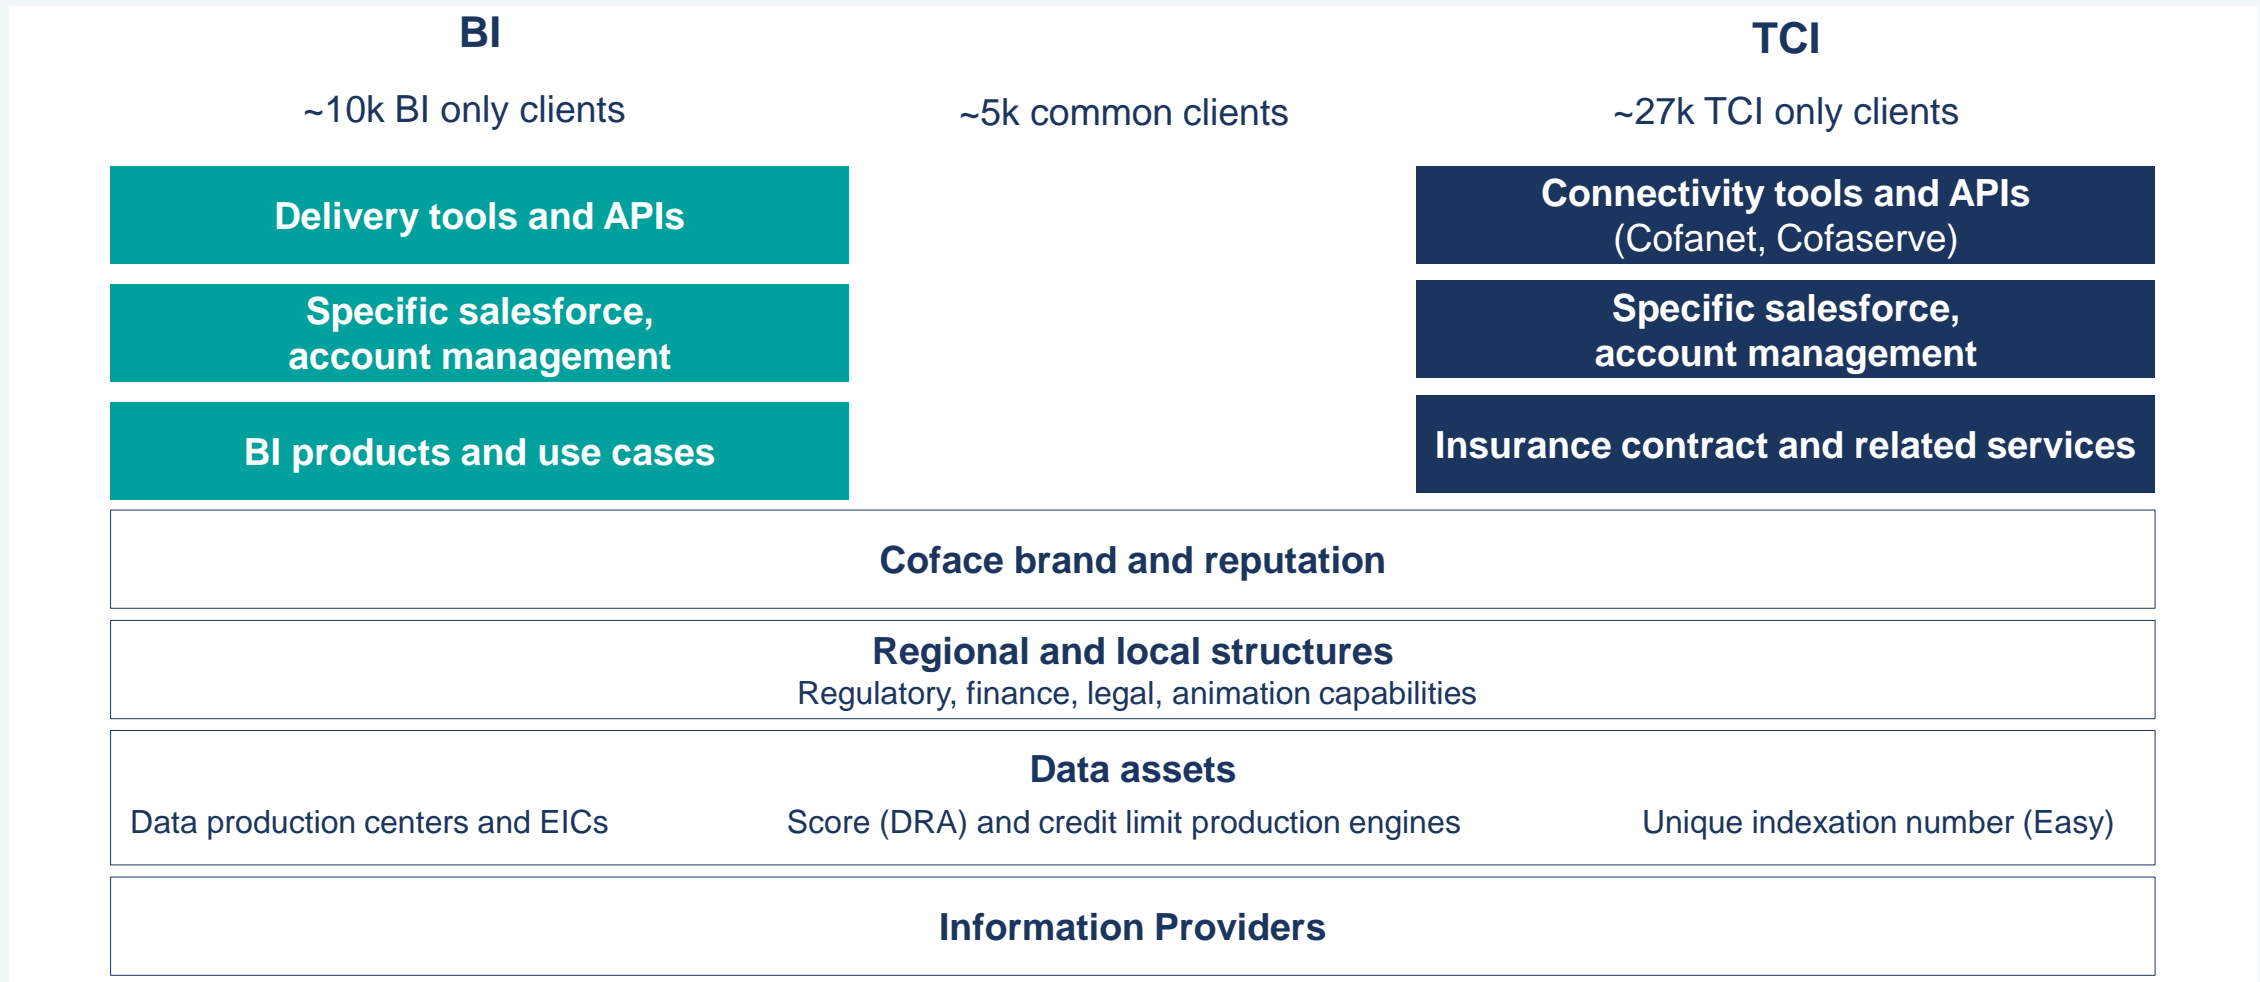 BI
TCI
~10k BI only clients
~5k common clients
~27k TCI only clients
Delivery tools and APIs
Connectivity tools and APIs
(Cofanet, Cofaserve)
Specific salesforce,
account management
Specific salesforce,
account management
BI products and use cases
Insurance contract and related services
Coface brand and reputation
Regional and local structures
Regulatory, finance, legal, animation capabilities
Data assets
Data production centers and EICs
Score (DRA) and credit limit production engines
Unique indexation number (Easy)
Information Providers